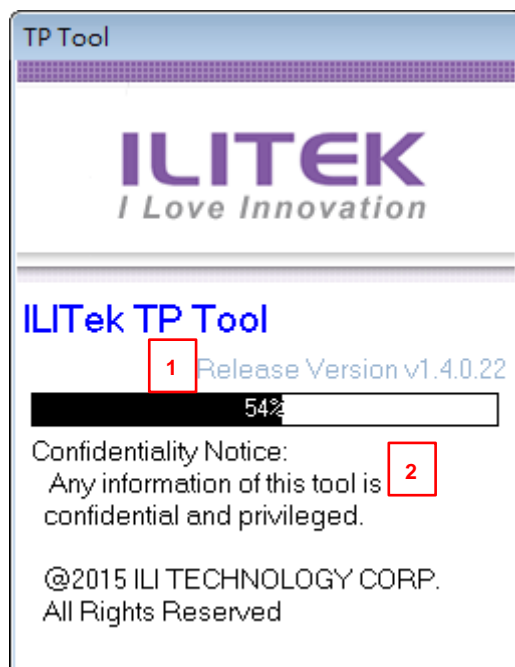 TP Tool
ILITEK
I Love Innovation
ILITek TP Tool
1
Release Version v1.4.0.22
54%
Confidentiality Notice:
Any information of this tool is
2
confidential and privileged.
@2015 ILI TECHNOLOGY CORP.
All Rights Reserved